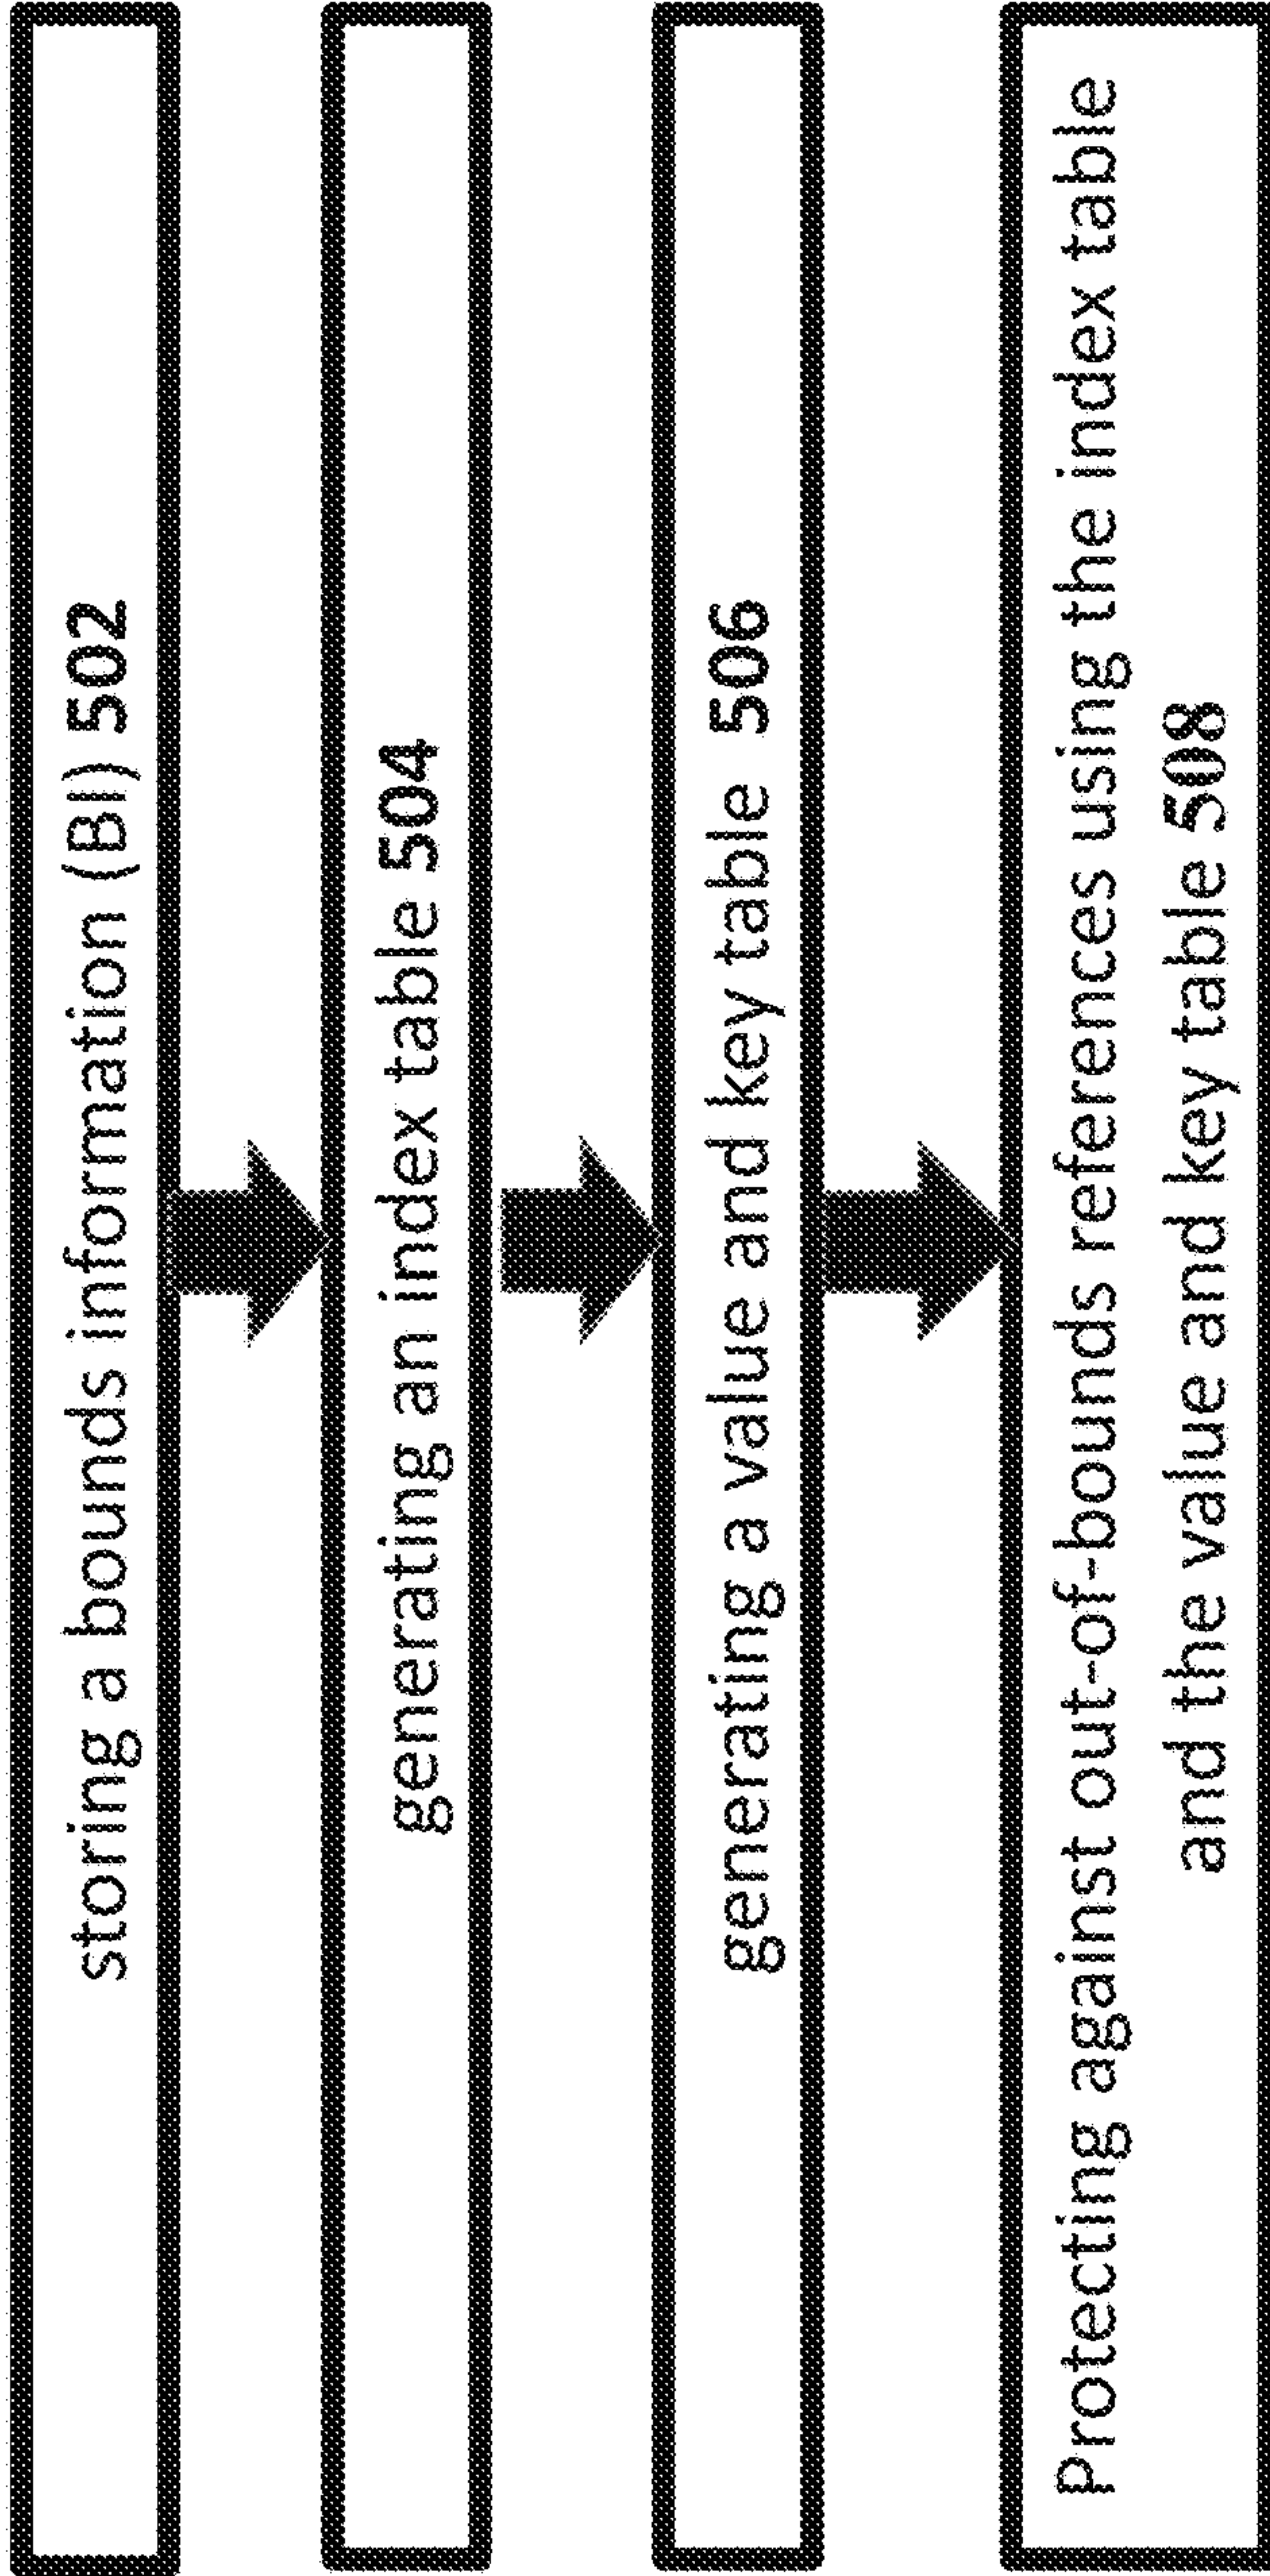 storing a bounds information (BI) 502
generating an index table 504
generating a value and key table 506
Protecting against out-of-bounds references using the index table
and the value and key table 508